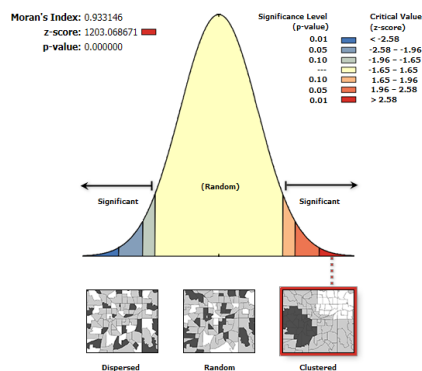 Moran's Index: 0.933146
z-score: 1203.068671
p-value: 0.000000
Significance Level
(p-value)
Critical Value
(z-score)
0.01 < -2.58
0.05 -2.58 - -1.96
0.10 -1.96 - -1.65
--- -1.65 - 1.65
0.10 1.65 - 1.96
0.05 1.96 - 2.58
0.01 > 2.58
Significant
(Random)
Significant
Dispersed
Random
Clustered